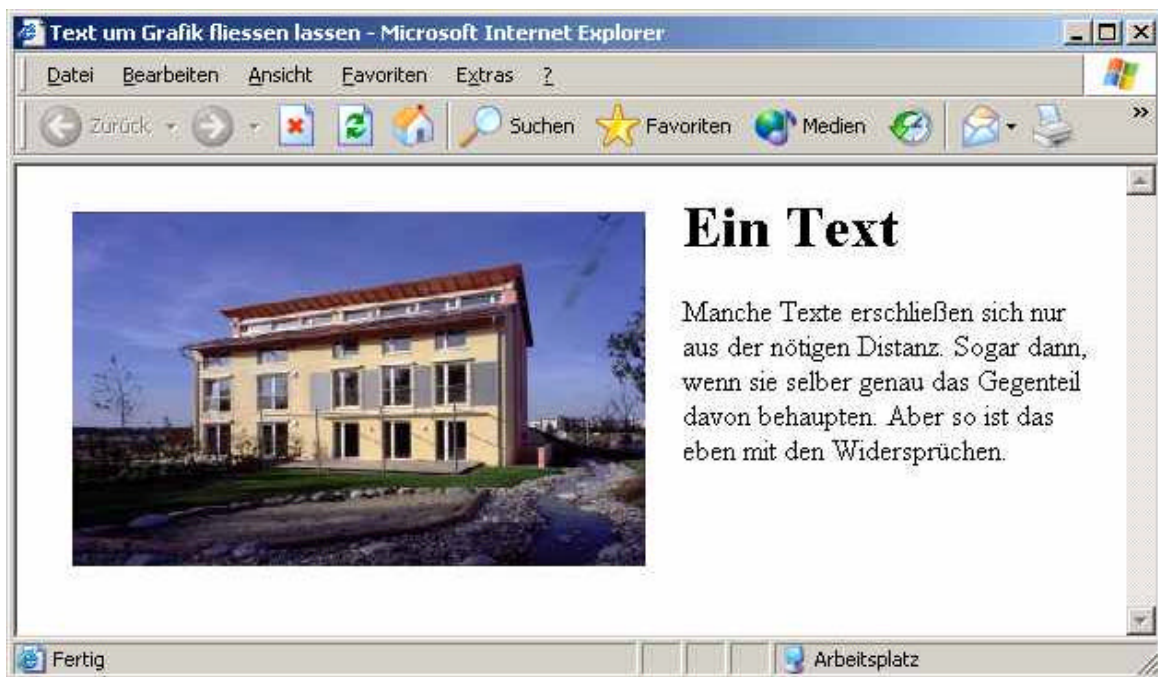 Text um Grafik fliessen lassen - Microsoft Internet Explorer
Datei Bearbeiten Ansicht Favoriten Extras ?
Zurück Suchen Favoriten Medien »
Ein Text
Manche Texte erschließen sich nur
aus der nötigen Distanz. Sogar dann,
wenn sie selber genau das Gegenteil
davon behaupten. Aber so ist das
eben mit den Widersprüchen.
Fertig Arbeitsplatz